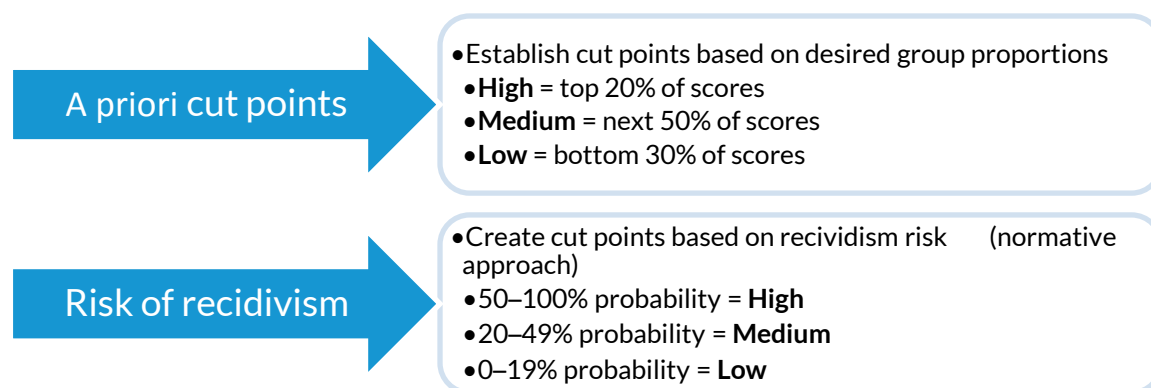 A priori cut points
•Establish cut points based on desired group proportions
•High = top 20% of scores
•Medium = next 50% of scores
•Low = bottom 30% of scores
Risk of recidivism
•Create cut points based on recividism risk (normative
approach)
•50–100% probability = High
•20–49% probability = Medium
•0–19% probability = Low